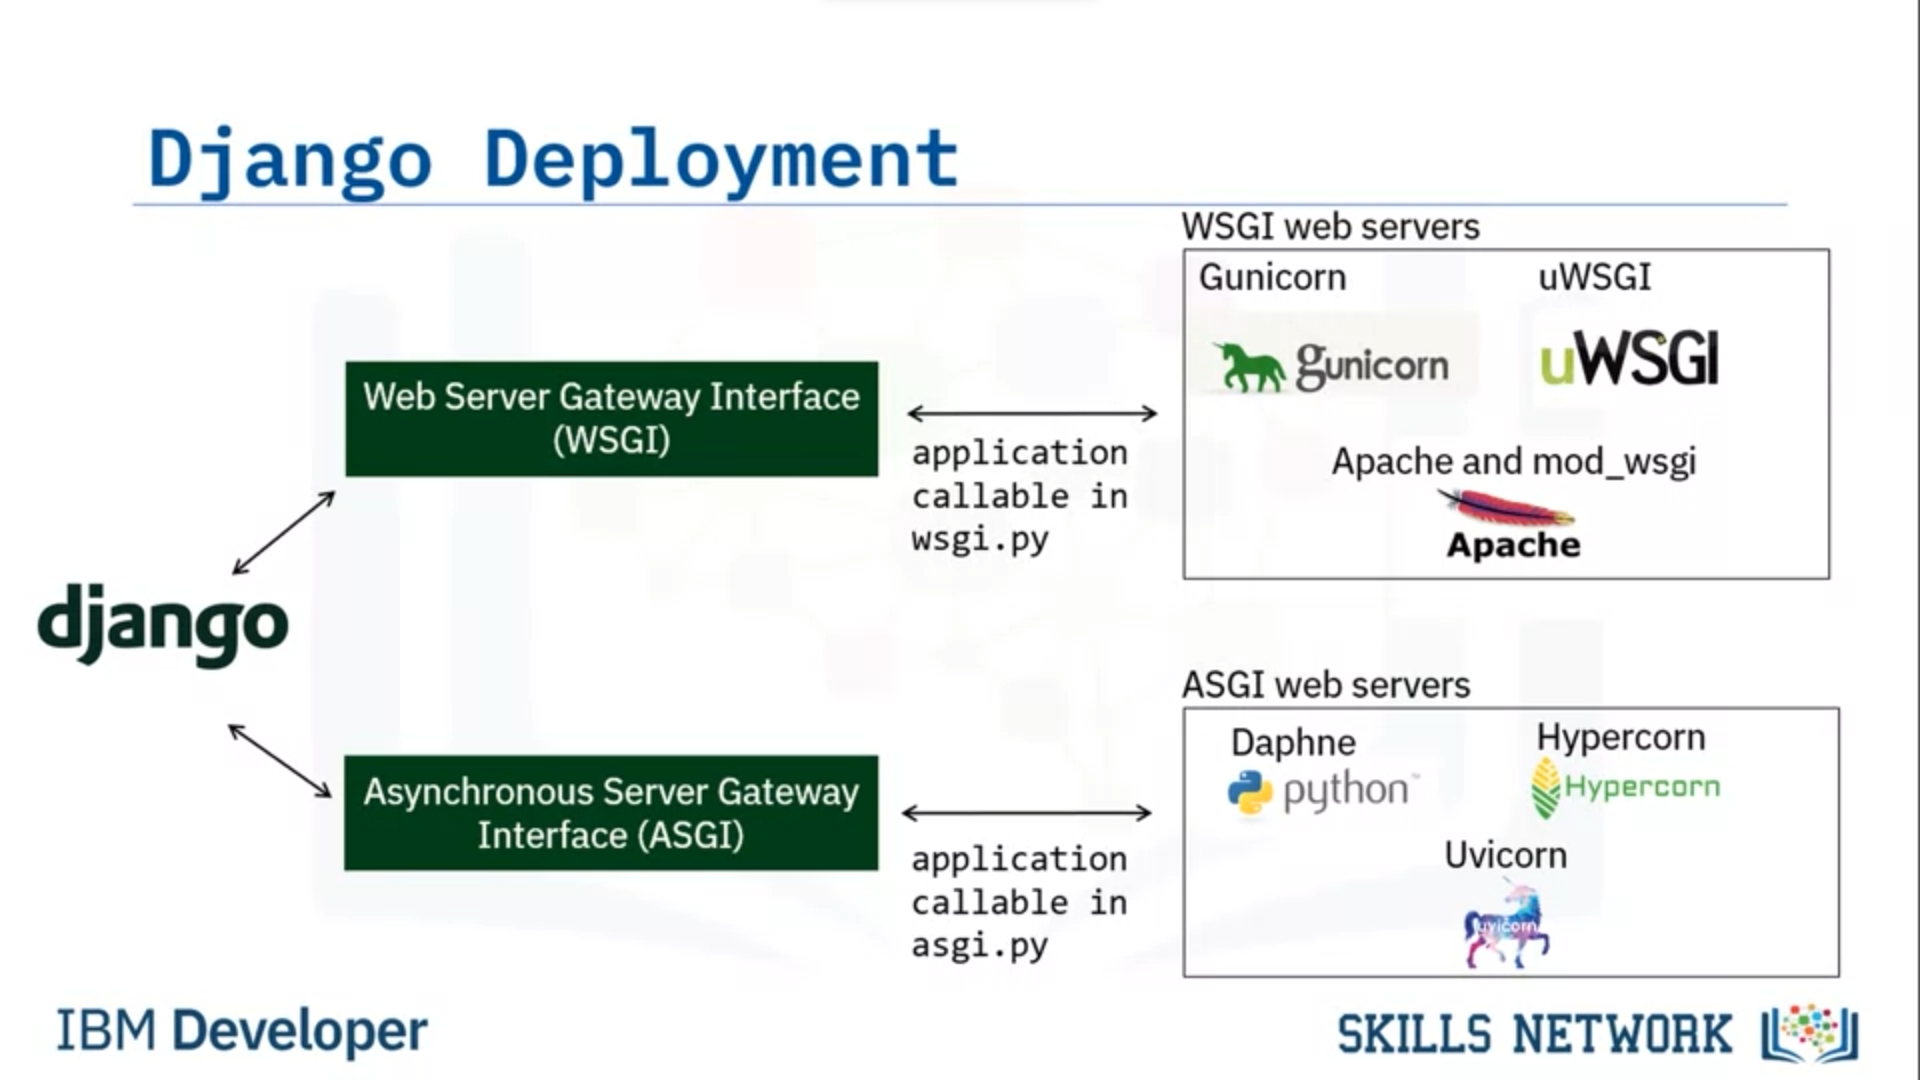 Django Deployment
WSGI web servers
Gunicorn
uWSGI
gunicorn
uWSGI
Apache and mod_wsgi
Apache
Web Server Gateway Interface
(WSGI)
application
callable in
wsgi.py
django
ASGI web servers
Daphne
Hypercorn
python™
Hypercorn
Uvicorn
uvicorn
Asynchronous Server Gateway
Interface (ASGI)
application
callable in
asgi.py
IBM Developer
SKILLS NETWORK